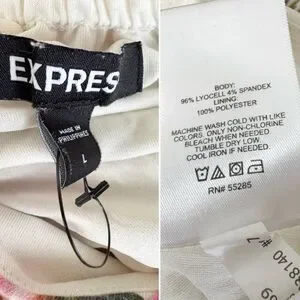 EXPRES
MADE IN
PHILIPPINES
L
BODY:
96% LYOCELL 4% SPANDEX
LINING:
100% POLYESTER
MACHINE WASH COLD WITH LIKE
COLORS. ONLY NON-CHLORINE
BLEACH WHEN NEEDED.
TUMBLE DRY LOW
COOL IRON IF NEEDED.
RN# 55285
8140